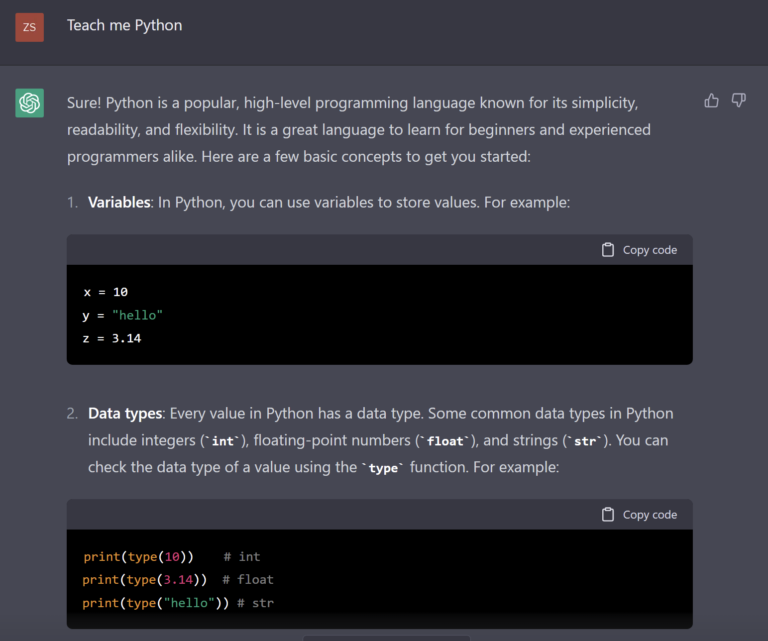 ZS
Teach me Python
Sure! Python is a popular, high-level programming language known for its simplicity,
readability, and flexibility. It is a great language to learn for beginners and experienced
programmers alike. Here are a few basic concepts to get you started:
1. Variables: In Python, you can use variables to store values. For example:
Copy code
x = 10
y = "hello"
z = 3.14
2. Data types: Every value in Python has a data type. Some common data types in Python
include integers (`int`), floating-point numbers (`float`), and strings (`str`). You can
check the data type of a value using the `type` function. For example:
Copy code
print(type(10))    # int
print(type(3.14))  # float
print(type("hello")) # str